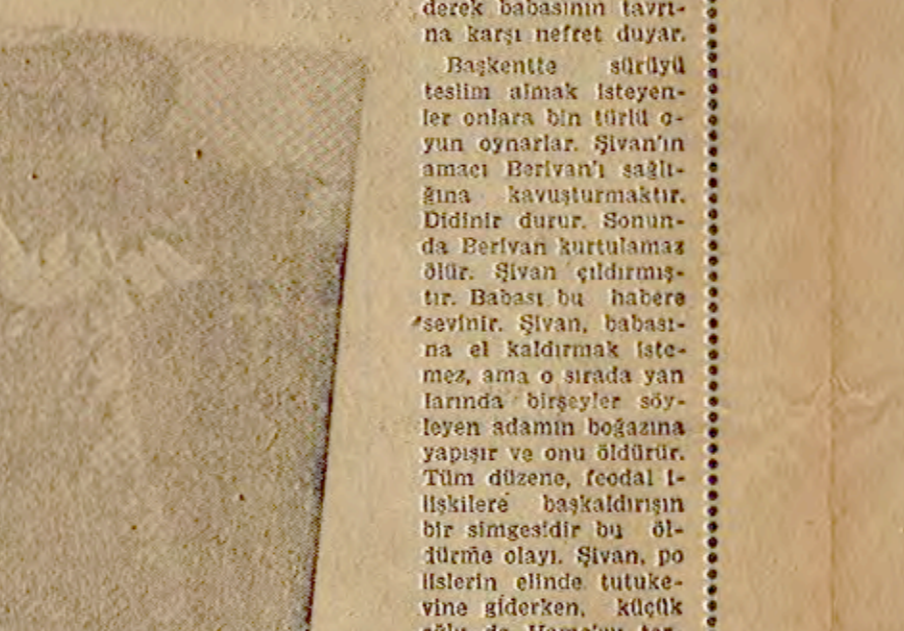 derek babasının tavrı-
na karşı nefret duyar.
Başkentte sürüyü
teslim almak isteyen-
ler onlara bin türlü o-
yun oynarlar. Şivan'ın
amacı Berivan'ı sağlı-
ğına kavuşturmaktır.
Didinir durur. Sonun-
da Berivan kurtulamaz
ölür. Şivan çıldırmış-
tır. Babası bu habere
sevinir. Şivan, babası-
na el kaldırmak iste-
mez, ama o sırada yan
larında birşeyler söy-
leyen adamın boğazına
yapışır ve onu öldürür.
Tüm düzene, feodal i-
lişkilere başkaldırışın
bir simgesidir bu öl-
dürme olayı. Şivan, po
lislerin elinde tutuke-
vine giderken, küçük